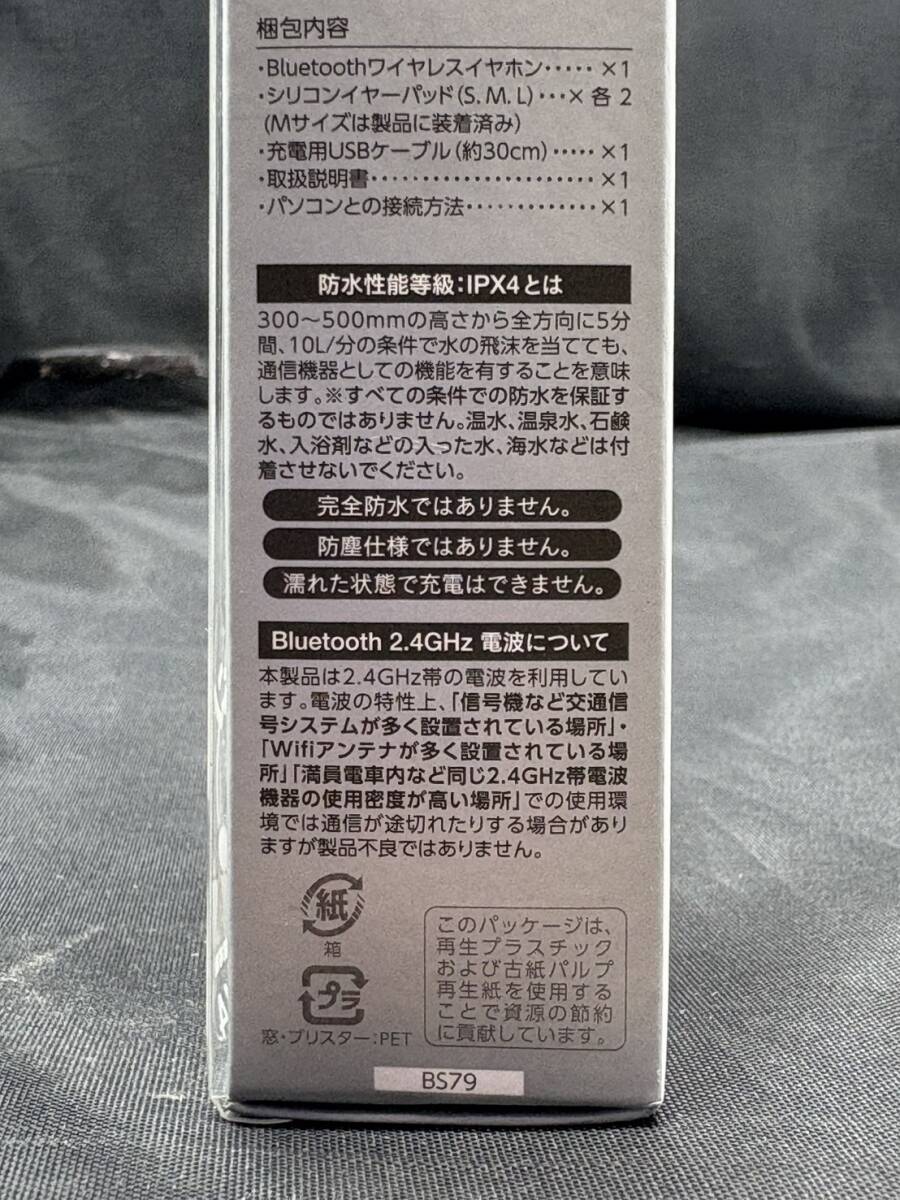 梱包内容
・Bluetoothワイヤレスイヤホン・・・・・×1
・シリコンイヤーパッド(S.M.L)・・・×各2
(Mサイズは製品に装着済み)
・充電用USBケーブル(約30cm)・・・・・×1
・取扱説明書・・・・・・・・・・・・・・・・・・・・・・×1
・パソコンとの接続方法・・・・・・・・・・・・・×1
防水性能等級:IPX4とは
300〜500mmの高さから全方向に5分
間、10L/分の条件で水の飛沫を当てても、
通信機器としての機能を有することを意味
します。※すべての条件での防水を保証す
るものではありません。温水、温泉水、石鹸
水、入浴剤などの入った水、海水などは付
着させないでください。
完全防水ではありません。
防塵仕様ではありません。
濡れた状態で充電はできません。
Bluetooth 2.4GHz 電波について
本製品は2.4GHz帯の電波を利用してい
ます。電波の特性上、「信号機など交通信
号システムが多く設置されている場所」・
「Wifiアンテナが多く設置されている場
所」「満員電車内など同じ2.4GHz帯電波
機器の使用密度が高い場所」での使用環
境では通信が途切れたりする場合があり
ますが製品不良ではありません。
紙
箱
プラ
窓・ブリスター:PET
このパッケージは、
再生プラスチック
および古紙パルプ
再生紙を使用する
ことで資源の節約
に貢献しています。
BS79